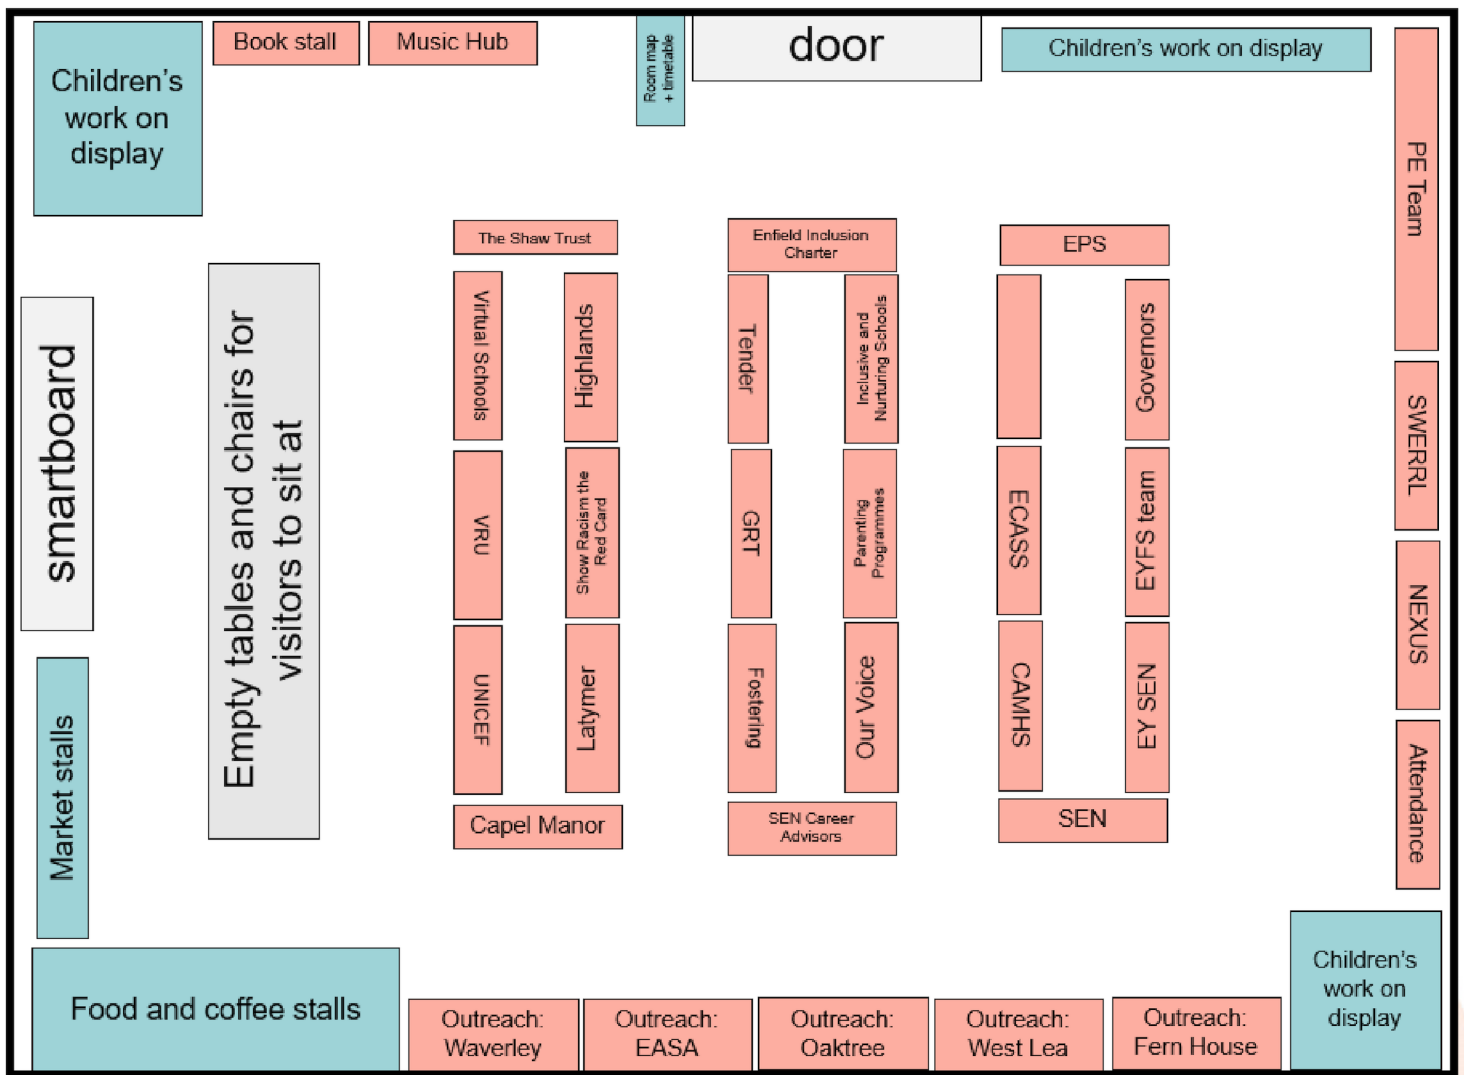 Children's
work on
display
Book stall
Music Hub
Room map
+ timetable
door
Children's work on display
PE Team
SWERRL
NEXUS
Attendance
smartboard
Empty tables and chairs for
visitors to sit at
Market stalls
The Shaw Trust
Virtual Schools
Highlands
VRU
Show Racism the
Red Card
UNICEF
Latymer
Capel Manor
Enfield Inclusion
Charter
Tender
Inclusive and
Nurturing Schools
GRT
Parenting
Programmes
Fostering
Our Voice
SEN Career
Advisors
EPS
Governors
ECASS
EYFS team
CAMHS
EY SEN
SEN
Food and coffee stalls
Outreach:
Waverley
Outreach:
EASA
Outreach:
Oaktree
Outreach:
West Lea
Outreach:
Fern House
Children's
work on
display